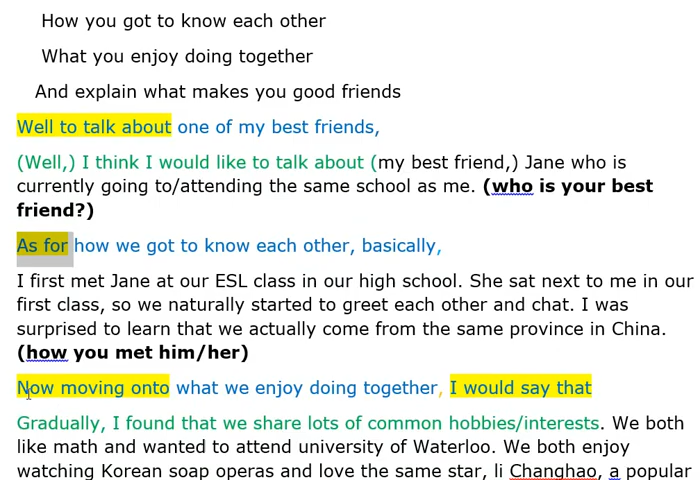 How you got to know each other
What you enjoy doing together
And explain what makes you good friends
Well to talk about one of my best friends,
(Well,) I think I would like to talk about (my best friend,) Jane who is
currently going to/attending the same school as me. (who is your best
friend?)
As for how we got to know each other, basically,
I first met Jane at our ESL class in our high school. She sat next to me in our
first class, so we naturally started to greet each other and chat. I was
surprised to learn that we actually come from the same province in China.
(how you met him/her)
Now moving onto what we enjoy doing together, I would say that
Gradually, I found that we share lots of common hobbies/interests. We both
like math and wanted to attend university of Waterloo. We both enjoy
watching Korean soap operas and love the same star, li Changhao, a popular